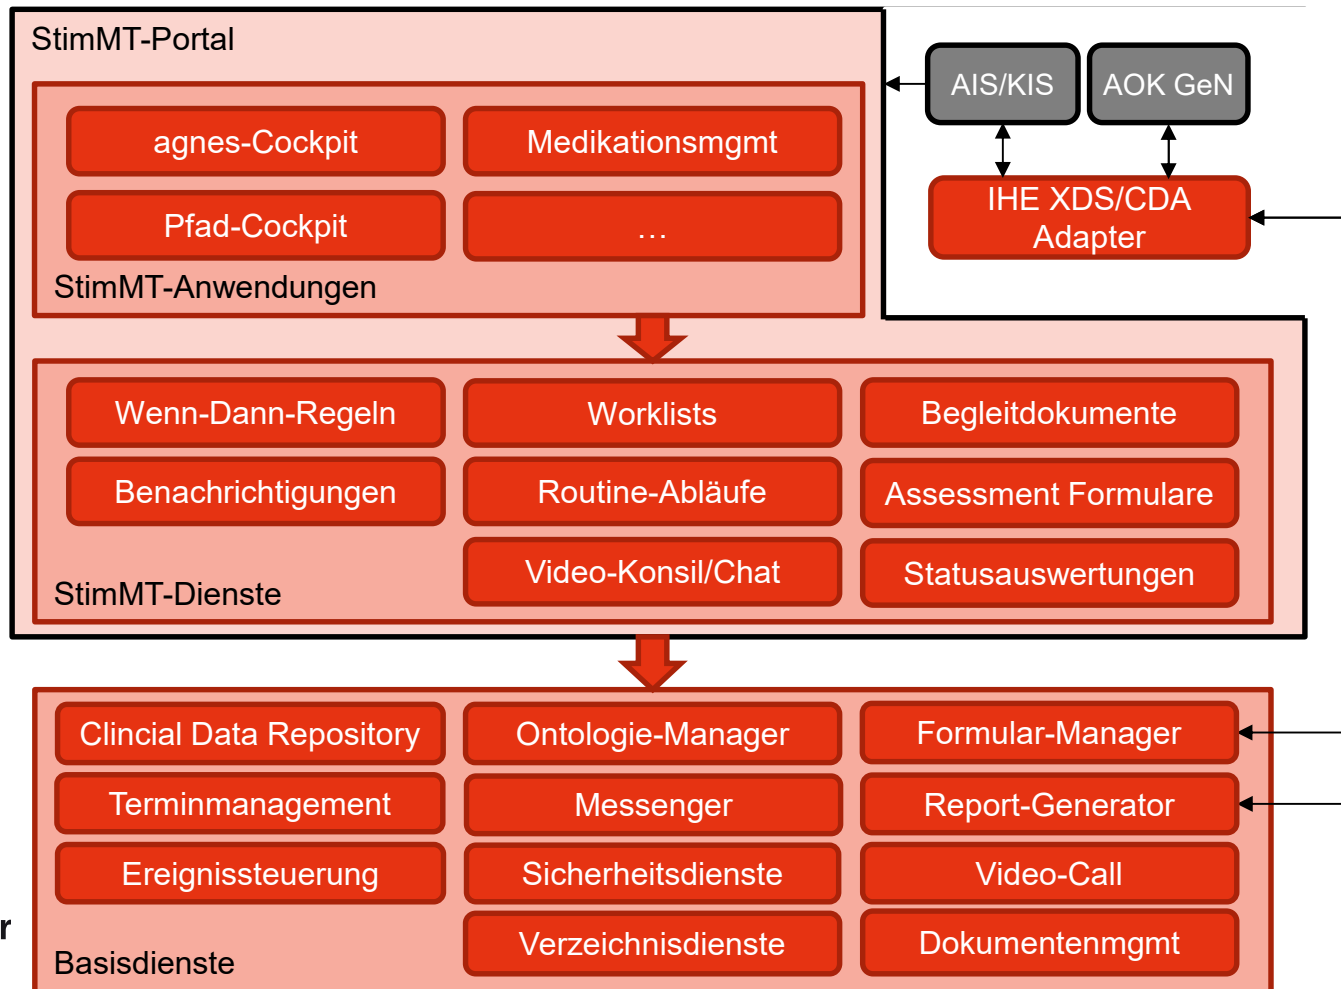 StimMT-Portal
AIS/KIS
AOK GeN
agnes-Cockpit
Medikationsmgmt
IHE XDS/CDA
Adapter
Pfad-Cockpit
...
StimMT-Anwendungen
Wenn-Dann-Regeln
Worklists
Begleitdokumente
Benachrichtigungen
Routine-Abläufe
Assessment Formulare
Video-Konsil/Chat
Statusauswertungen
StimMT-Dienste
Clincial Data Repository
Ontologie-Manager
Formular-Manager
Terminmanagement
Messenger
Report-Generator
Ereignissteuerung
Sicherheitsdienste
Video-Call
r
Verzeichnisdienste
Dokumentenmgmt
Basisdienste